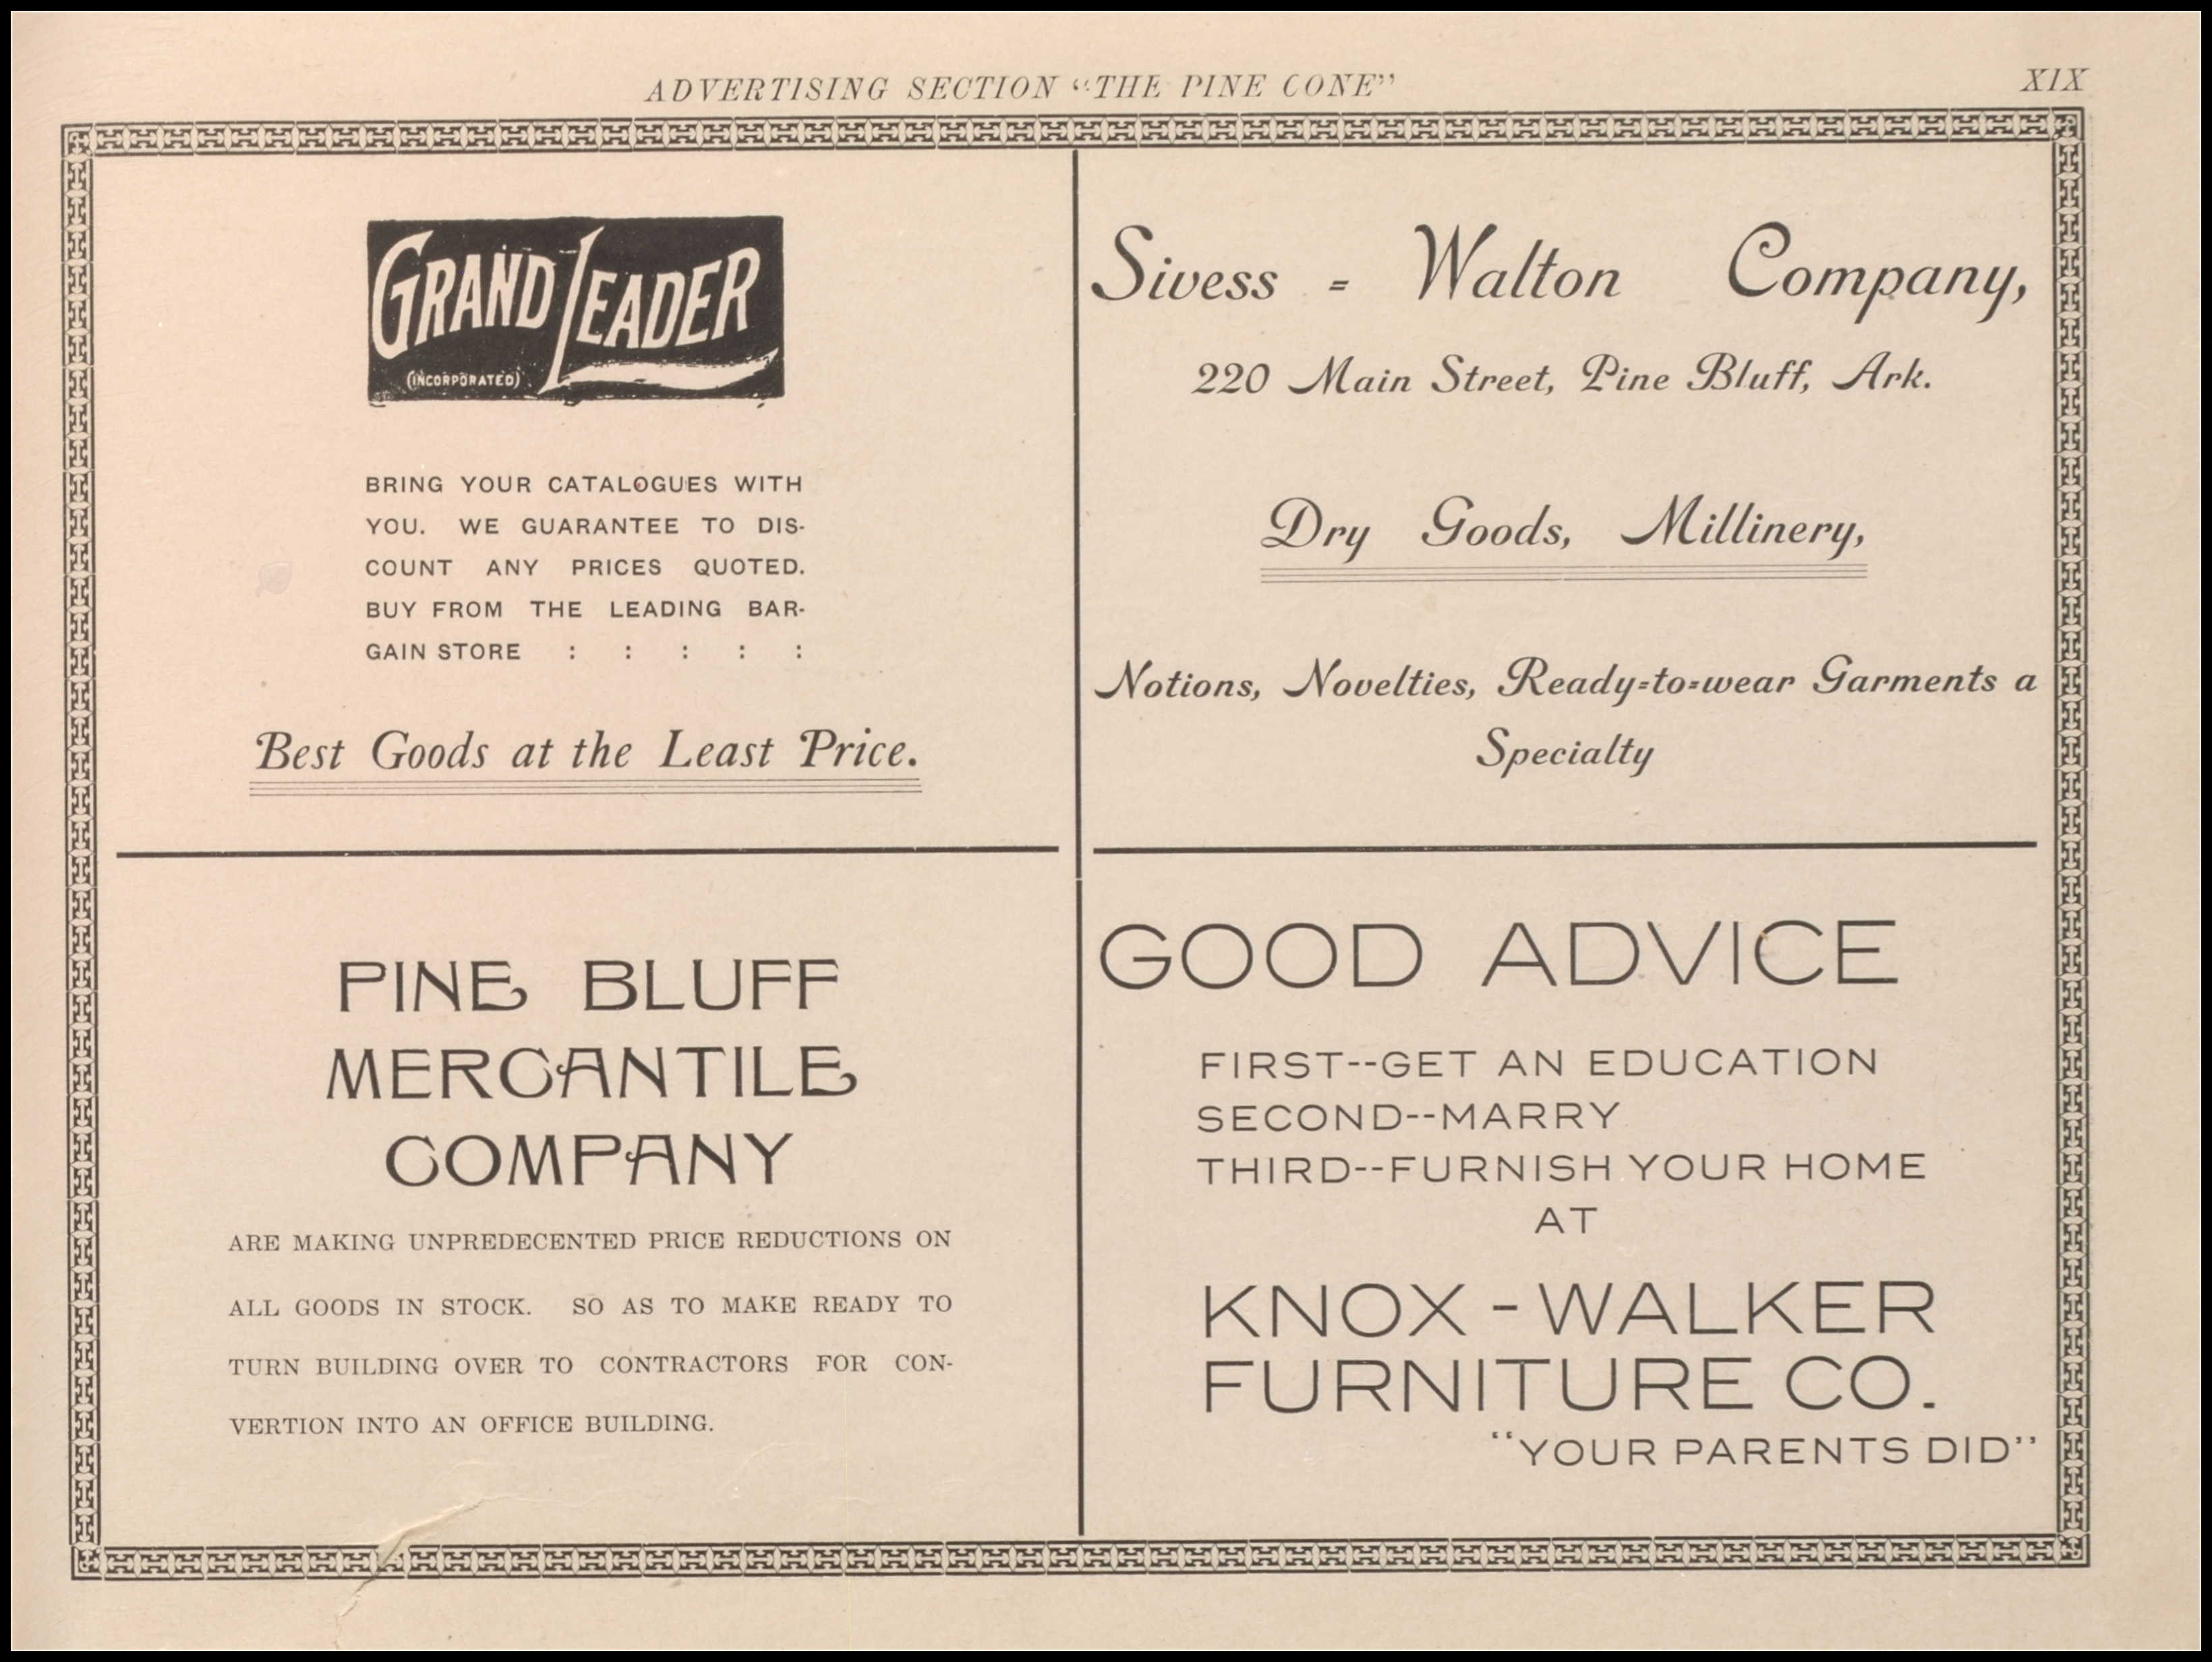 ADVERTISING SECTION “THE PINE CONE”
XIX
GRAND LEADER
(INCORPORATED)
BRING YOUR CATALOGUES WITH
YOU. WE GUARANTEE TO DIS-
COUNT ANY PRICES QUOTED.
BUY FROM THE LEADING BAR-
GAIN STORE : : : : :
Best Goods at the Least Price.
Sivess = Walton Company,
220 Main Street, Pine Bluff, Ark.
Dry Goods, Millinery,
Notions, Novelties, Ready=to=wear Garments a
Specialty
PINE BLUFF
MERCANTILE
COMPANY
ARE MAKING UNPREDECENTED PRICE REDUCTIONS ON
ALL GOODS IN STOCK. SO AS TO MAKE READY TO
TURN BUILDING OVER TO CONTRACTORS FOR CON-
VERTION INTO AN OFFICE BUILDING.
GOOD ADVICE
FIRST--GET AN EDUCATION
SECOND--MARRY
THIRD--FURNISH YOUR HOME
AT
KNOX-WALKER
FURNITURE CO.
“YOUR PARENTS DID”